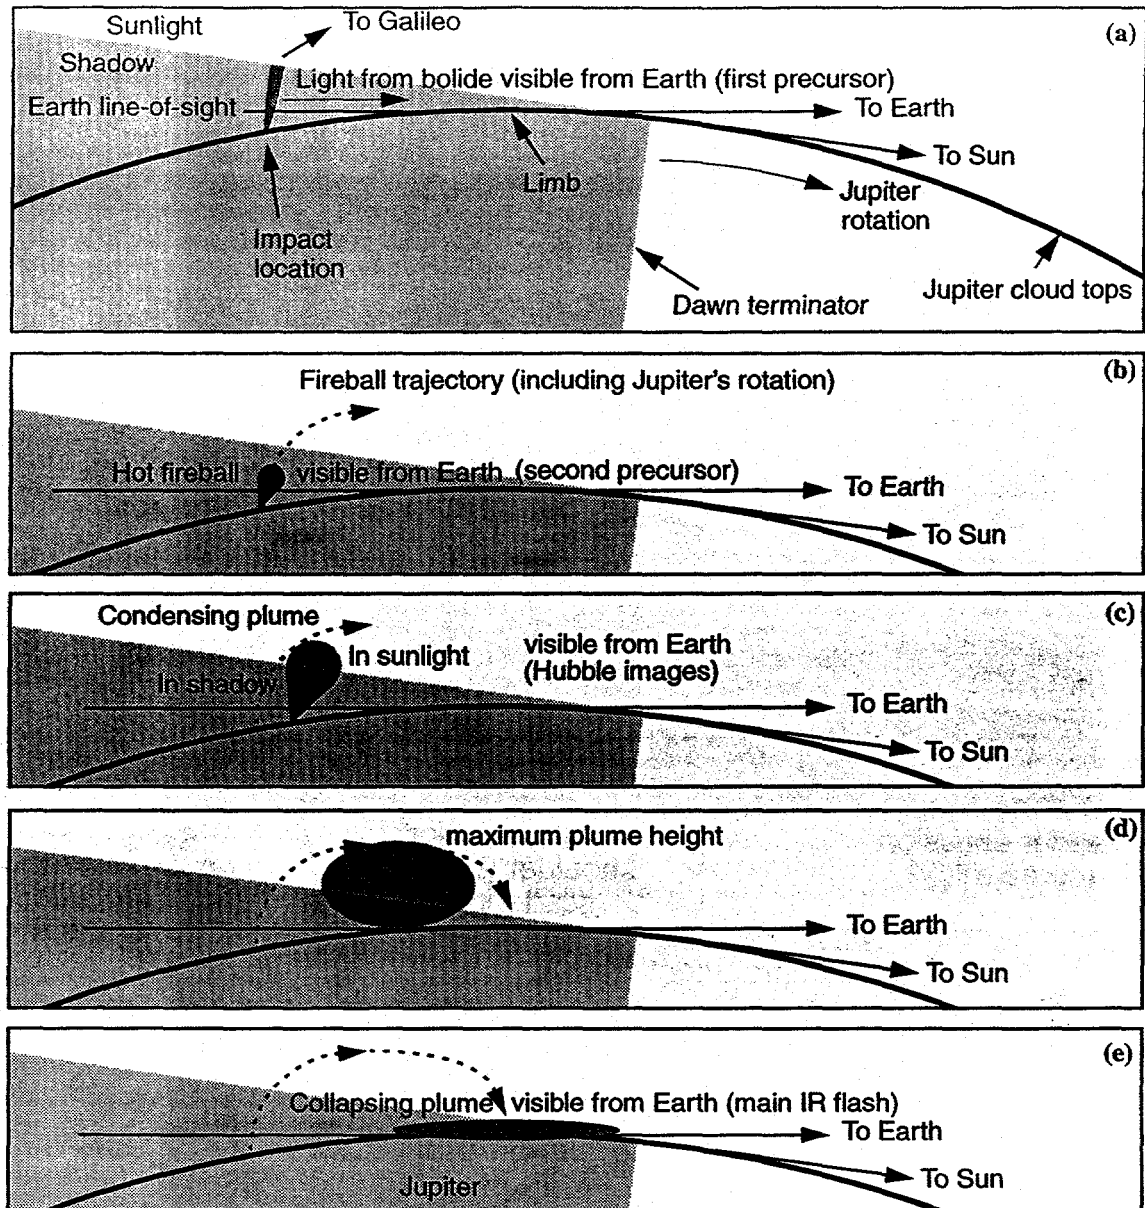 (a)
Sunlight
To Galileo
Shadow
Light from bolide visible from Earth (first precursor)
Earth line-of-sight
To Earth
To Sun
Limb
Jupiter
rotation
Impact
location
Dawn terminator
Jupiter cloud tops
(b)
Fireball trajectory (including Jupiter's rotation)
Hot fireball visible from Earth (second precursor)
To Earth
To Sun
(c)
Condensing plume
In sunlight
visible from Earth
(Hubble images)
In shadow
To Earth
To Sun
(d)
maximum plume height
To Earth
To Sun
(e)
Collapsing plume visible from Earth (main IR flash)
To Earth
To Sun
Jupiter